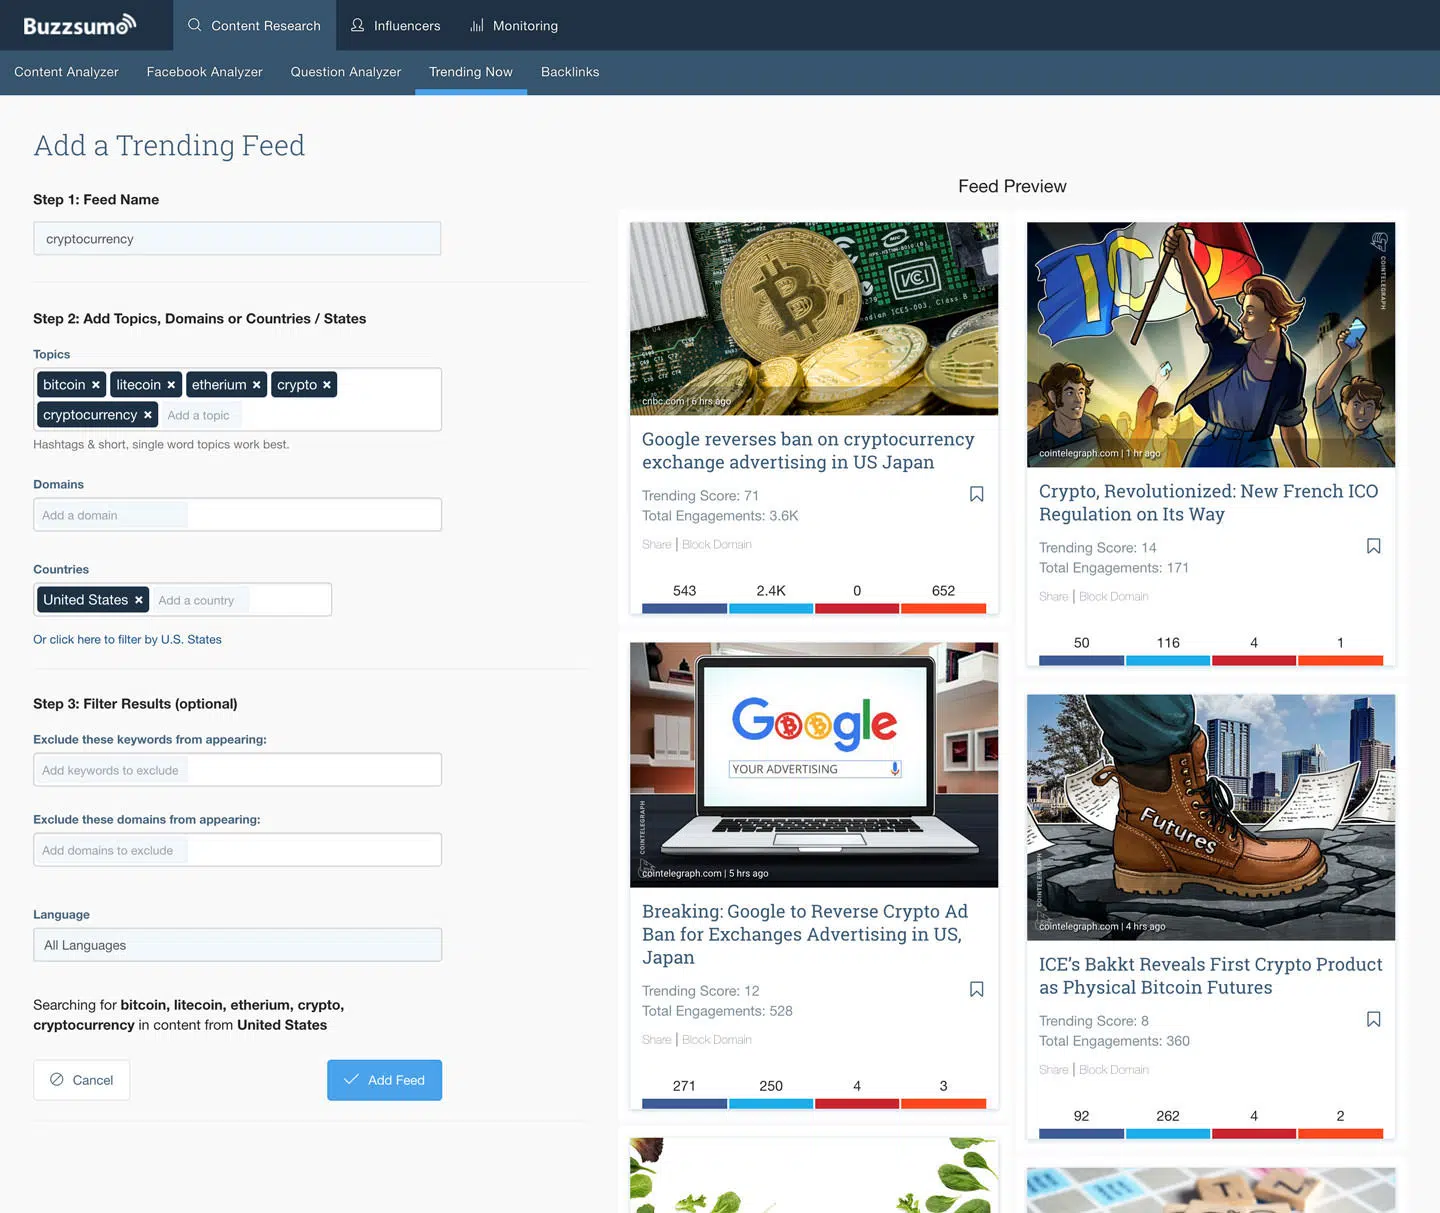 Buzzsumo
Content Research
Influencers
Monitoring
Content Analyzer
Facebook Analyzer
Question Analyzer
Trending Now
Backlinks
Add a Trending Feed
Step 1: Feed Name
cryptocurrency
Step 2: Add Topics, Domains or Countries / States
Topics
bitcoin × litecoin × etherium × crypto ×
cryptocurrency × Add a topic
Hashtags & short, single word topics work best.
Domains
Add a domain
Countries
United States × Add a country
Or click here to filter by U.S. States
Step 3: Filter Results (optional)
Exclude these keywords from appearing:
Add keywords to exclude
Exclude these domains from appearing:
Add domains to exclude
Language
All Languages
Searching for bitcoin, litecoin, etherium, crypto,
cryptocurrency in content from United States
Cancel
Add Feed
Feed Preview
cnbc.com | 6 hrs ago
Google reverses ban on cryptocurrency
exchange advertising in US Japan
Trending Score: 71
Total Engagements: 3.6K
Share | Block Domain
543 2.4K 0 652
Google
YOUR ADVERTISING
COINTELEGRAPH
cointelegraph.com | 5 hrs ago
Breaking: Google to Reverse Crypto Ad
Ban for Exchanges Advertising in US,
Japan
Trending Score: 12
Total Engagements: 528
Share | Block Domain
271 250 4 3
ICO
COINTELEGRAPH
cointelegraph.com | 1 hr ago
Crypto, Revolutionized: New French ICO
Regulation on Its Way
Trending Score: 14
Total Engagements: 171
Share | Block Domain
50 116 4 1
Futures
COINTELEGRAPH
cointelegraph.com | 4 hrs ago
ICE's Bakkt Reveals First Crypto Product
as Physical Bitcoin Futures
Trending Score: 8
Total Engagements: 360
Share | Block Domain
92 262 4 2